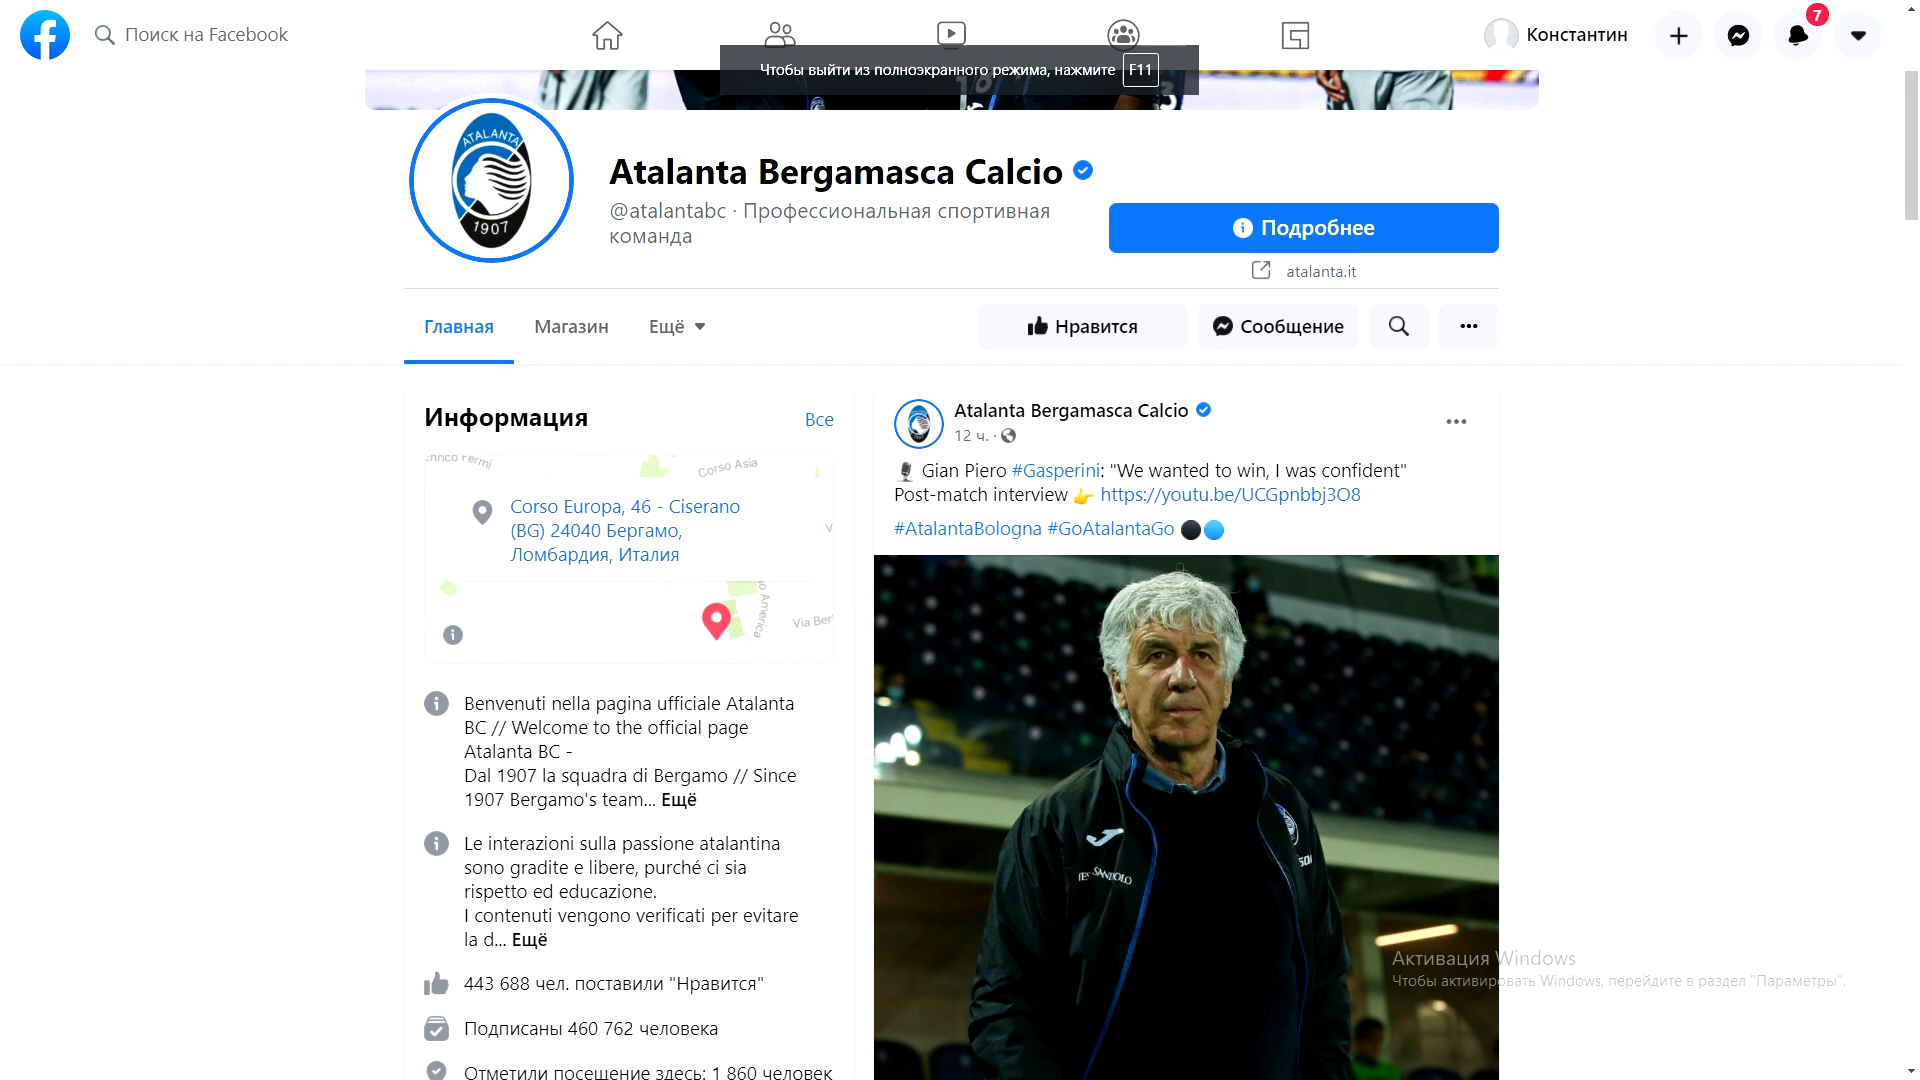 Поиск на Facebook
Константин
7
Чтобы выйти из полноэкранного режима, нажмите F11
ATALANTA
1907
Atalanta Bergamasca Calcio
@atalantabc · Профессиональная спортивная
команда
Подробнее
atalanta.it
Главная
Магазин
Ещё
Нравится
Сообщение
Информация
Все
Corso Asia
Corso Europa, 46 - Ciserano
(BG) 24040 Бергамо,
Ломбардия, Италия
America
Benvenuti nella pagina ufficiale Atalanta
BC // Welcome to the official page
Atalanta BC -
Dal 1907 la squadra di Bergamo // Since
1907 Bergamo's team... Ещё
Le interazioni sulla passione atalantina
sono gradite e libere, purché ci sia
rispetto ed educazione.
I contenuti vengono verificati per evitare
la d... Ещё
443 688 чел. поставили "Нравится"
Подписаны 460 762 человека
Отметили посещение здесь: 1 860 человек
Atalanta Bergamasca Calcio
12 ч. ·
Gian Piero #Gasperini: "We wanted to win, I was confident"
Post-match interview 👉 https://youtu.be/UCGpnbbj3O8
#AtalantaBologna #GoAtalantaGo
Активация Windows
Чтобы активировать Windows, перейдите в раздел "Параметры".